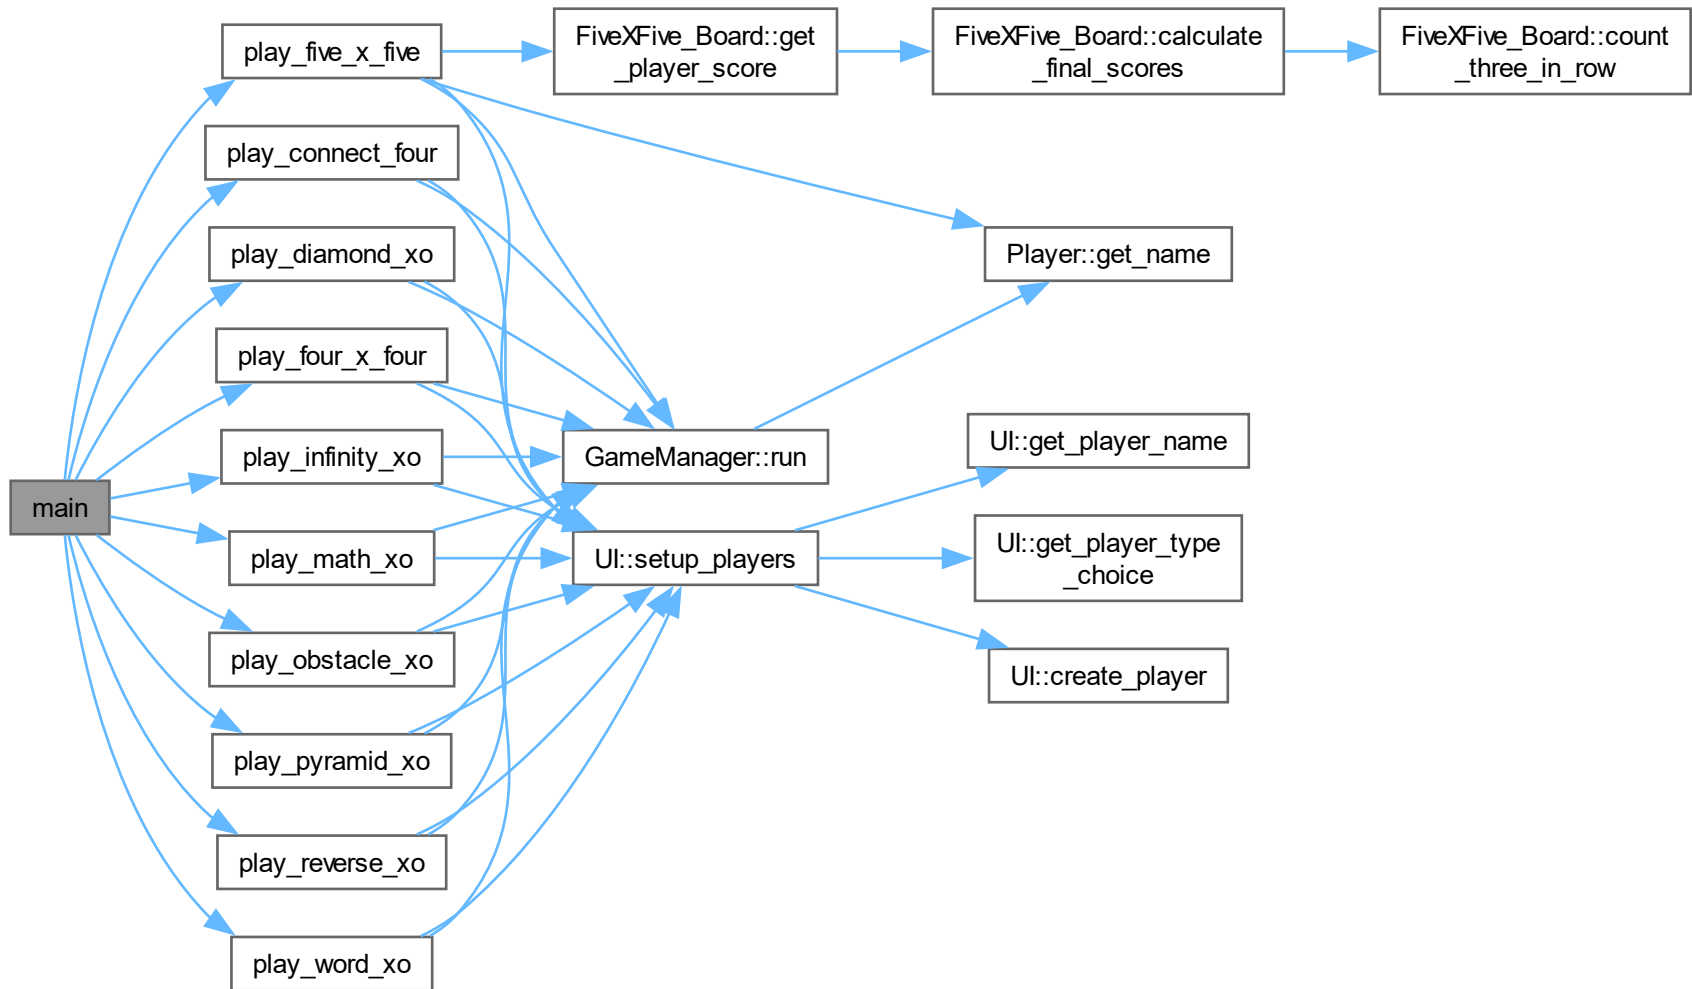 play_five_x_five
FiveXFive_Board::get
_player_score
FiveXFive_Board::calculate
_final_scores
FiveXFive_Board::count
_three_in_row
play_connect_four
play_diamond_xo
Player::get_name
play_four_x_four
play_infinity_xo
GameManager::run
UI::get_player_name
main
play_math_xo
UI::setup_players
UI::get_player_type
_choice
play_obstacle_xo
UI::create_player
play_pyramid_xo
play_reverse_xo
play_word_xo